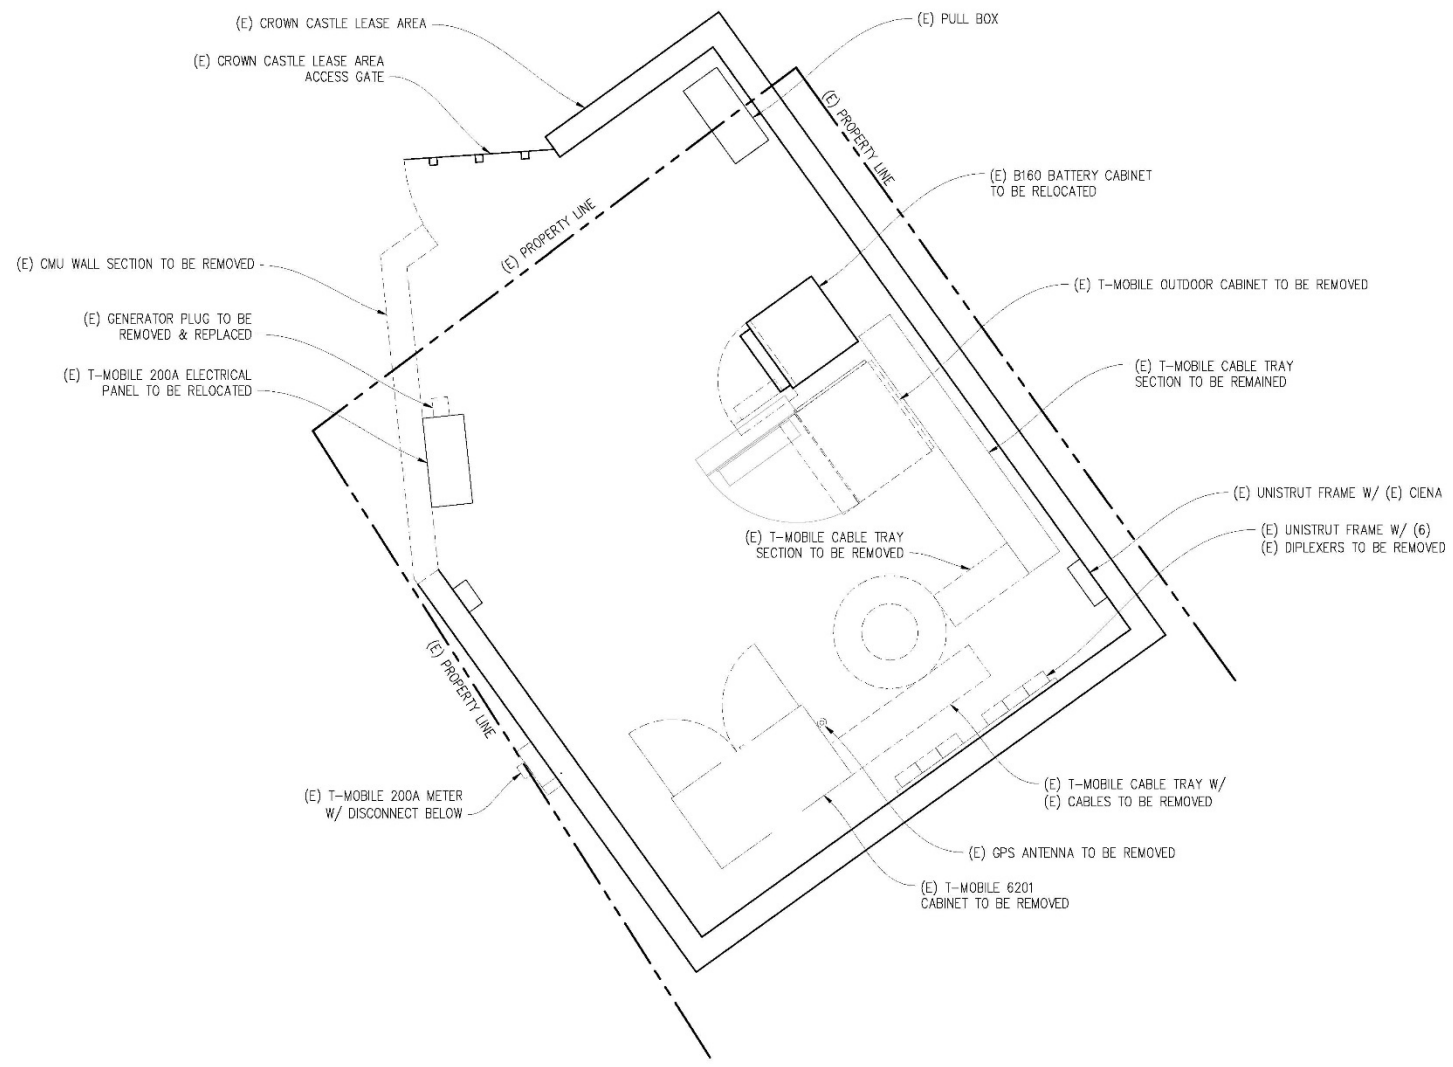 (E) CROWN CASTLE LEASE AREA
(E) PULL BOX
(E) CROWN CASTLE LEASE AREA
ACCESS GATE
(E) PROPERTY LINE
(E) B160 BATTERY CABINET
TO BE RELOCATED
(E) PROPERTY LINE
(E) CMU WALL SECTION TO BE REMOVED
(E) T-MOBILE OUTDOOR CABINET TO BE REMOVED
(E) GENERATOR PLUG TO BE
REMOVED & REPLACED
(E) T-MOBILE 200A ELECTRICAL
PANEL TO BE RELOCATED
(E) T-MOBILE CABLE TRAY
SECTION TO BE REMAINED
(E) UNISTRUT FRAME W/ (E) CIENA
(E) UNISTRUT FRAME W/ (6)
(E) DIPLEXERS TO BE REMOVED
(E) T-MOBILE CABLE TRAY
SECTION TO BE REMOVED
(E) PROPERTY LINE
(E) T-MOBILE 200A METER
W/ DISCONNECT BELOW
(E) T-MOBILE CABLE TRAY W/
(E) CABLES TO BE REMOVED
(E) GPS ANTENNA TO BE REMOVED
(E) T-MOBILE 6201
CABINET TO BE REMOVED